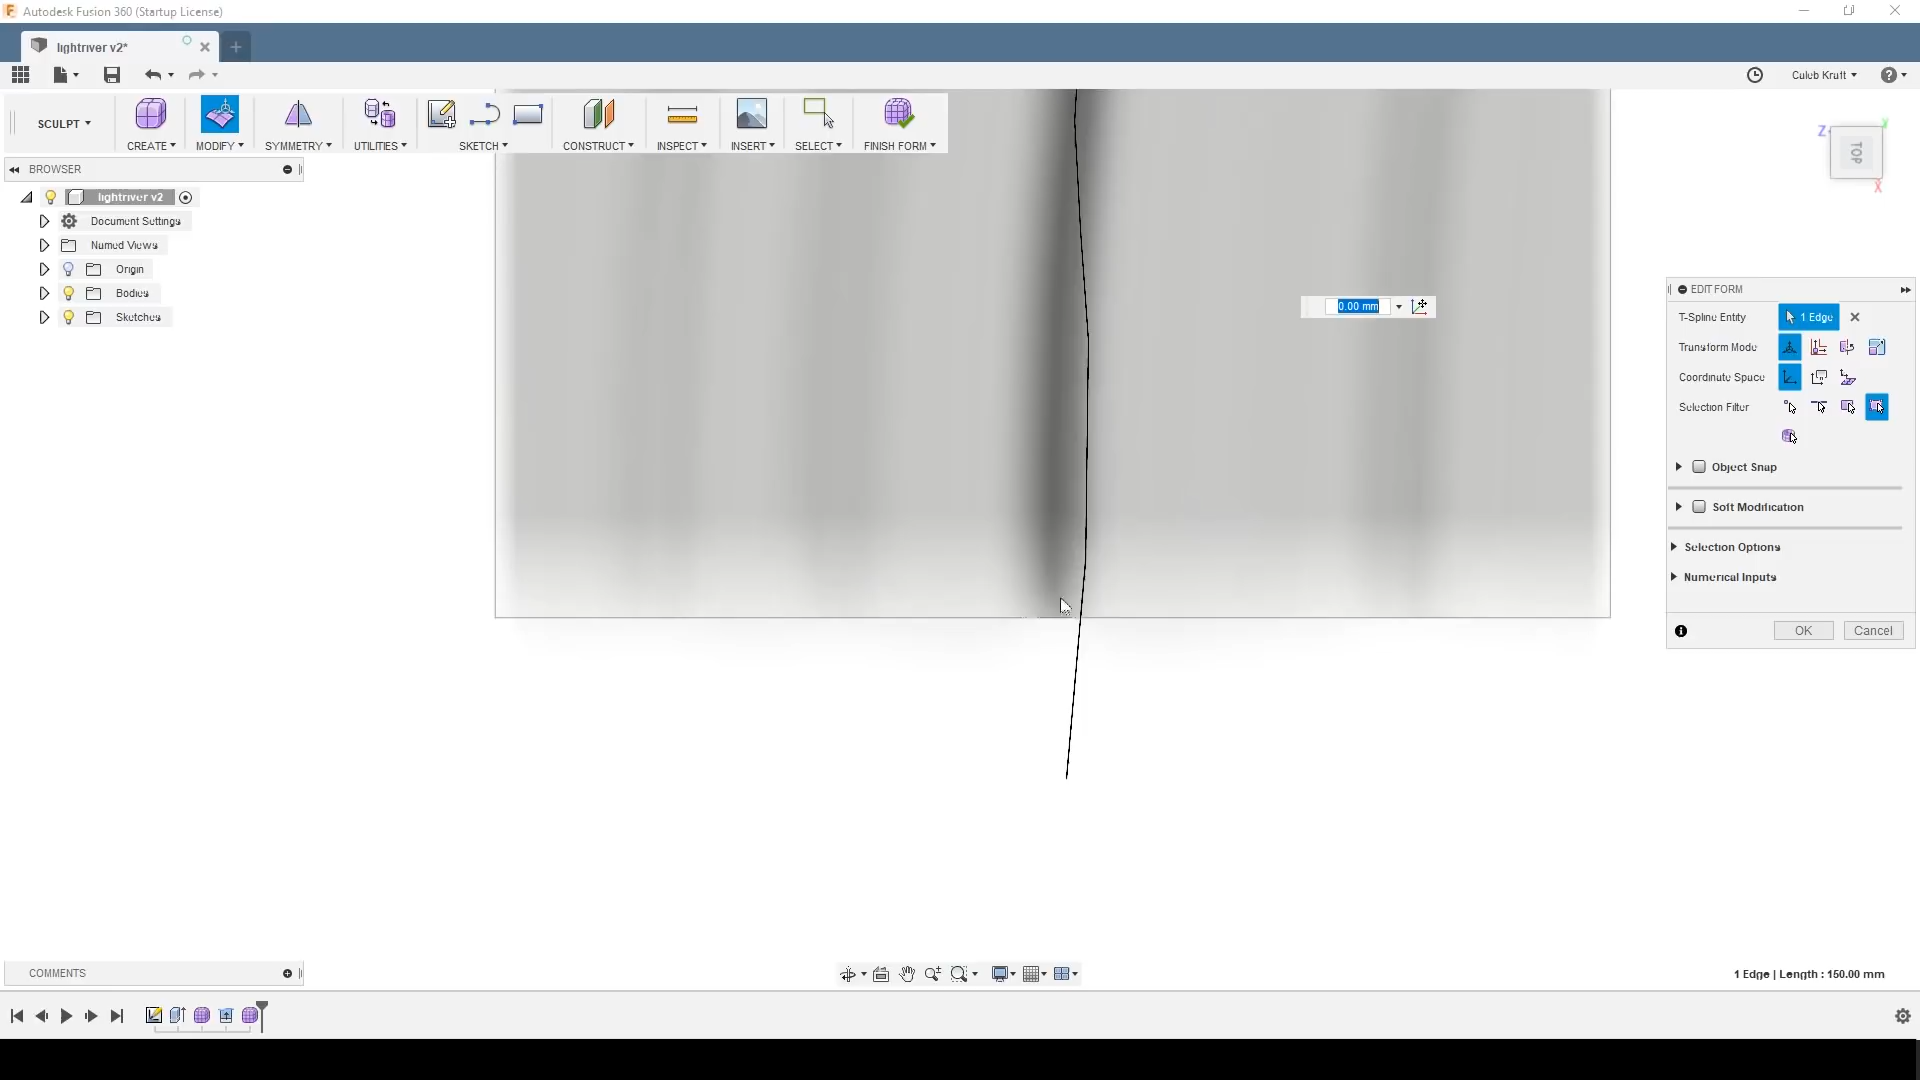 Autodesk Fusion 360 (Startup License)
lightriver v2*
Caleb Kraft
SCULPT
CREATE
MODIFY
SYMMETRY
UTILITIES
SKETCH
CONSTRUCT
INSPECT
INSERT
SELECT
FINISH FORM
BROWSER
lightriver v2
Document Settings
Named Views
Origin
Bodies
Sketches
Z
Y
TOP
X
0.00 mm
EDIT FORM
T-Spline Entity 1 Edge
Transform Mode
Coordinate Space
Selection Filter
Object Snap
Soft Modification
Selection Options
Numerical Inputs
OK Cancel
COMMENTS
1 Edge | Length : 150.00 mm